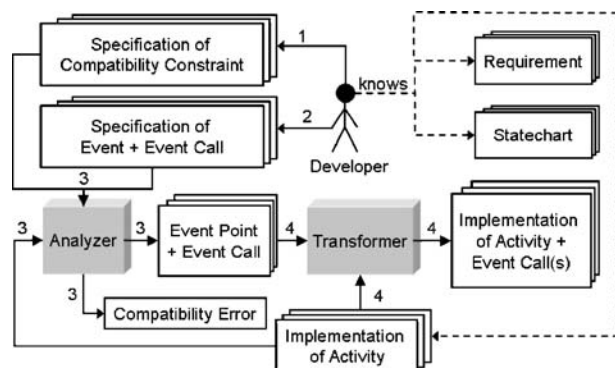 Specification of
Compatibility Constraint
1
knows
Requirement
Specification of
Event + Event Call
2
Developer
Statechart
3
3
Analyzer
3
Event Point
+ Event Call
4
Transformer
4
Implementation
of Activity +
Event Call(s)
3
Compatibility Error
4
Implementation
of Activity